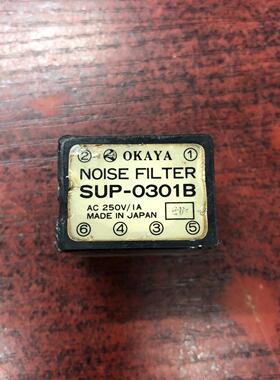 ② OKAYA ①
NOISE FILTER
SUP-0301B
AC 250V/1A
MADE IN JAPAN
⑥ ④ ③ ⑤